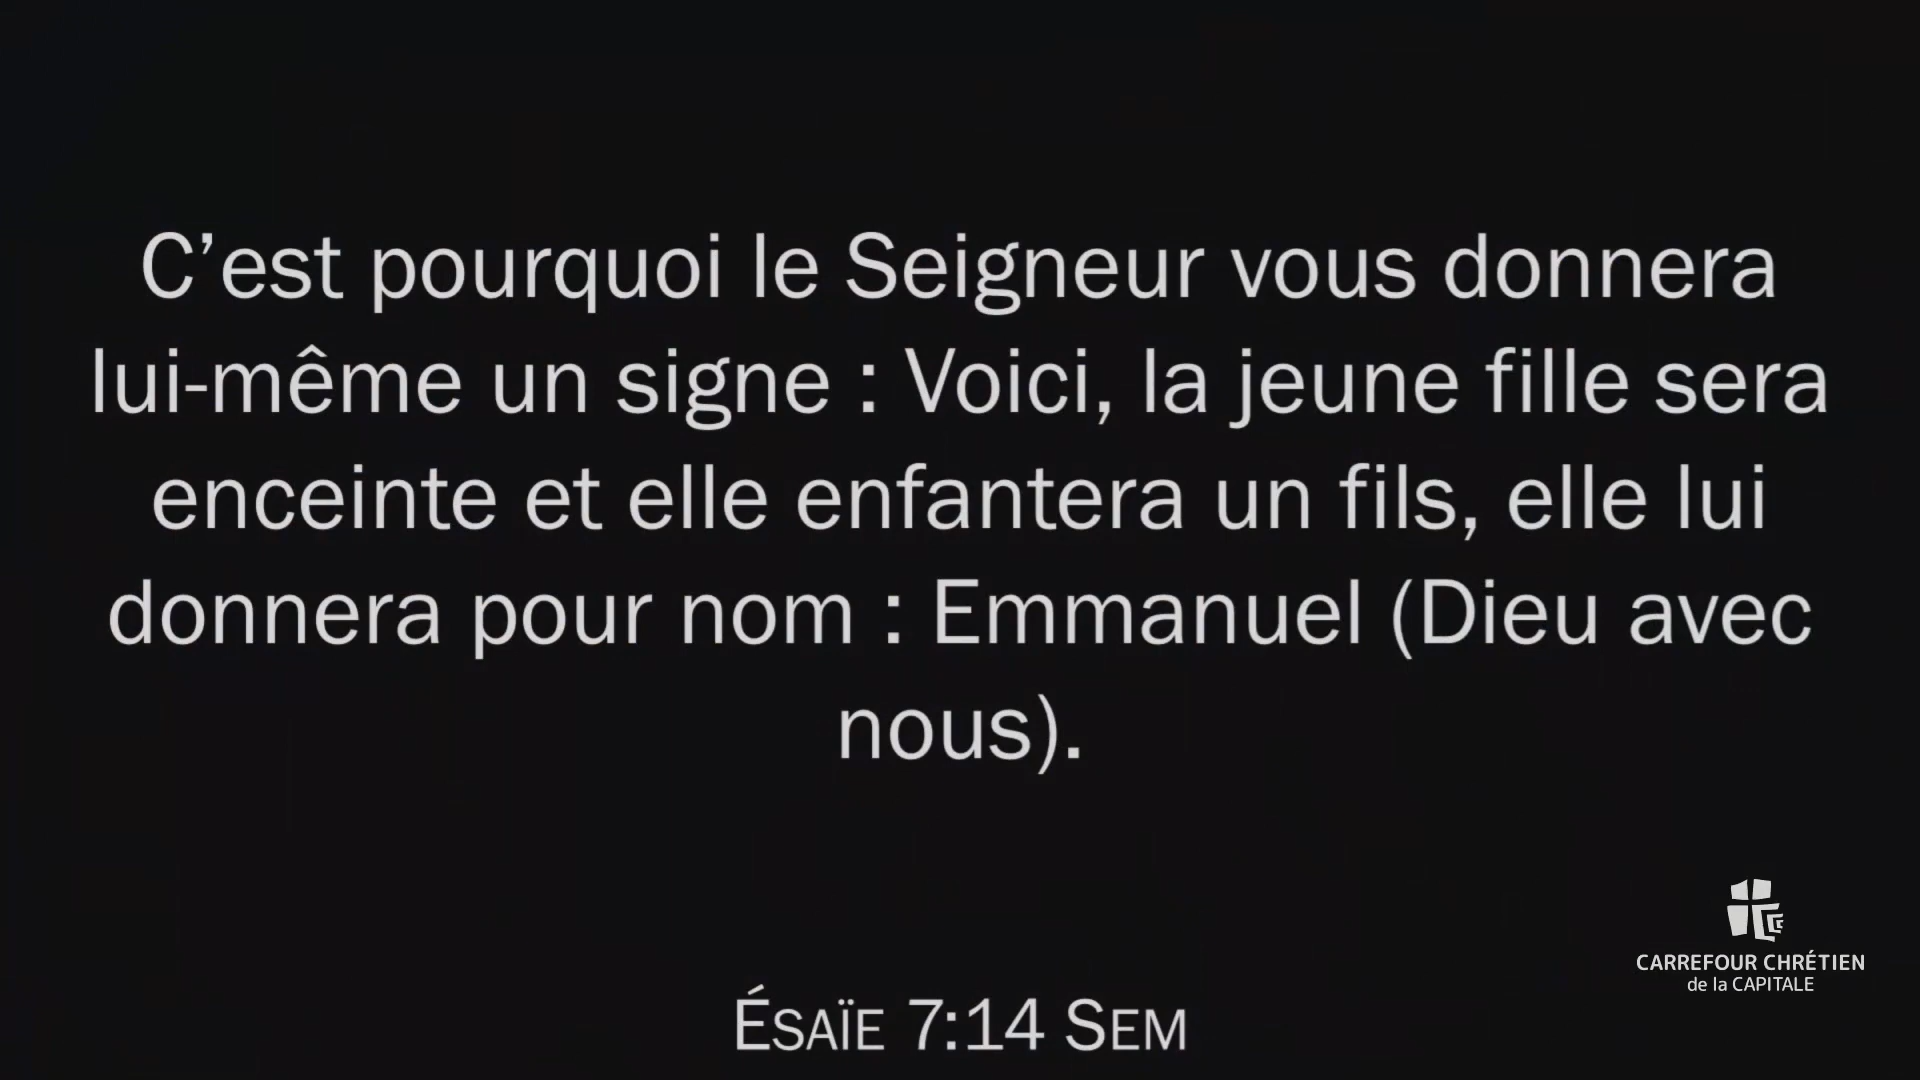 C’est pourquoi le Seigneur vous donnera
lui-même un signe : Voici, la jeune fille sera
enceinte et elle enfantera un fils, elle lui
donnera pour nom : Emmanuel (Dieu avec
nous).
CARREFOUR CHRÉTIEN
de la CAPITALE
ÉSAÏE 7:14 SEM